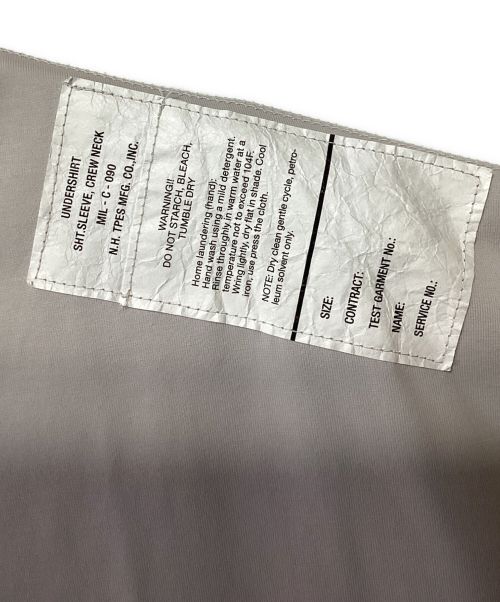 UNDERSHIRT
SHT.SLEEVE, CREW NECK
MIL - C - 090
N.H. TPES MFG. CO.,INC.
WARNING!!
DO NOT STARCH, BLEACH,
TUMBLE DRY
Home laundering (hand):
Hand wash using a mild detergent.
Rinse throughly in warm water at a
temperature not to exceed 104F.
Wring lightly, dry flat in shade. Cool
iron, use press the cloth.
NOTE: Dry clean gentle cycle, petro-
leum solvent only.
SIZE:
CONTRACT:
TEST GARMENT No.:
NAME:
SERVICE NO.: